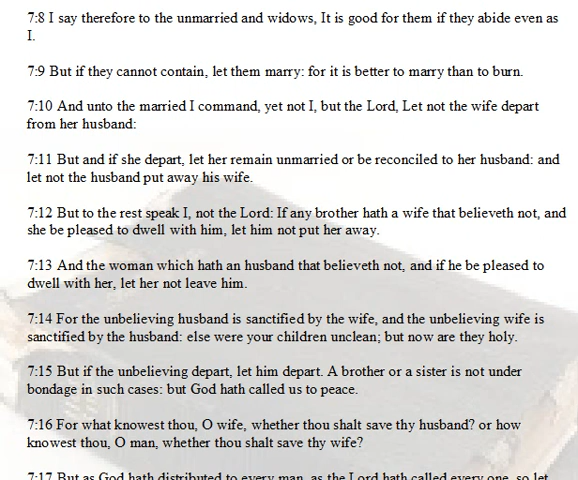 7:8 I say therefore to the unmarried and widows, It is good for them if they abide even as
I.
7:9 But if they cannot contain, let them marry: for it is better to marry than to burn.
7:10 And unto the married I command, yet not I, but the Lord, Let not the wife depart
from her husband:
7:11 But and if she depart, let her remain unmarried or be reconciled to her husband: and
let not the husband put away his wife.
7:12 But to the rest speak I, not the Lord: If any brother hath a wife that believeth not, and
she be pleased to dwell with him, let him not put her away.
7:13 And the woman which hath an husband that believeth not, and if he be pleased to
dwell with her, let her not leave him.
7:14 For the unbelieving husband is sanctified by the wife, and the unbelieving wife is
sanctified by the husband: else were your children unclean; but now are they holy.
7:15 But if the unbelieving depart, let him depart. A brother or a sister is not under
bondage in such cases: but God hath called us to peace.
7:16 For what knowest thou, O wife, whether thou shalt save thy husband? or how
knowest thou, O man, whether thou shalt save thy wife?
7:17 But as God hath distributed to every man, as the Lord hath called every one, so let